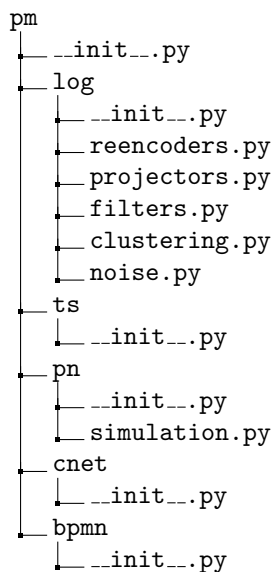 pm
__init__.py
log
__init__.py
reencoders.py
projectors.py
filters.py
clustering.py
noise.py
ts
__init__.py
pn
__init__.py
simulation.py
cnet
__init__.py
bpmn
__init__.py